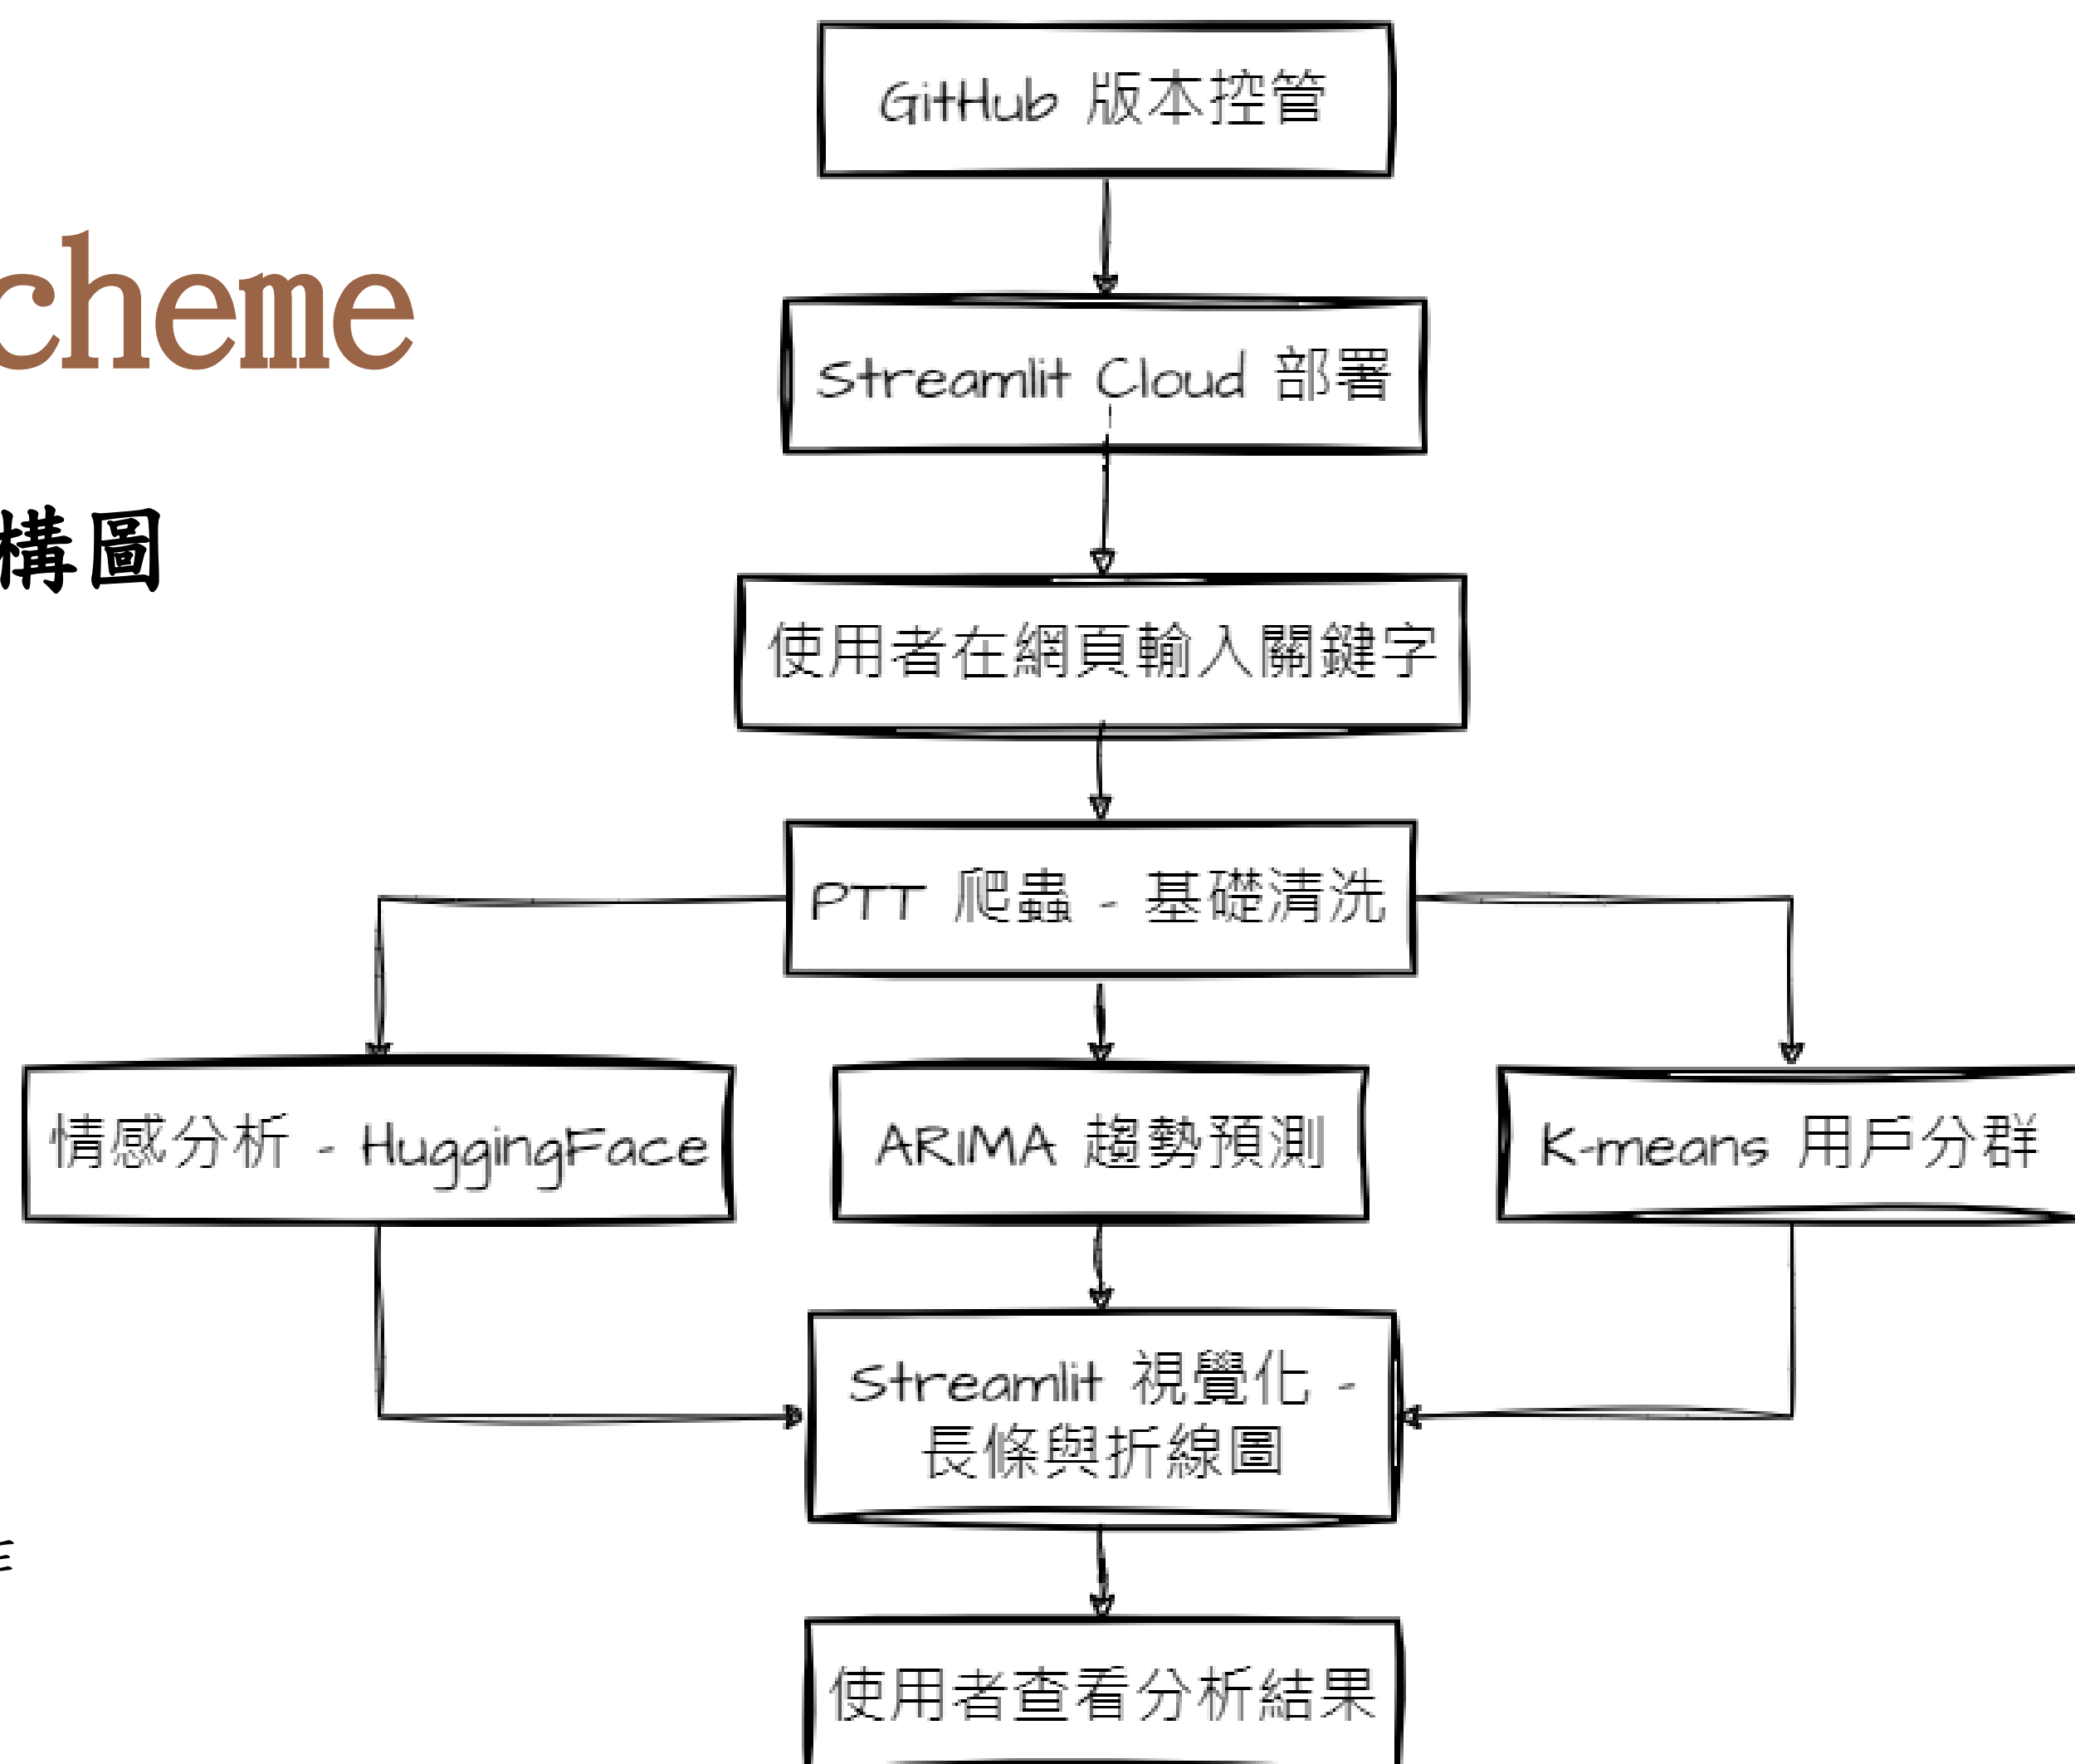 GitHub 版本控管
cheme
Streamlit Cloud 部署
構圖
使用者在網頁輸入關鍵字
PTT 爬蟲 - 基礎清洗
情感分析 - HuggingFace
ARIMA 趨勢預測
K-means 用戶分群
Streamlit 視覺化 -
長條與折線圖
使用者查看分析結果